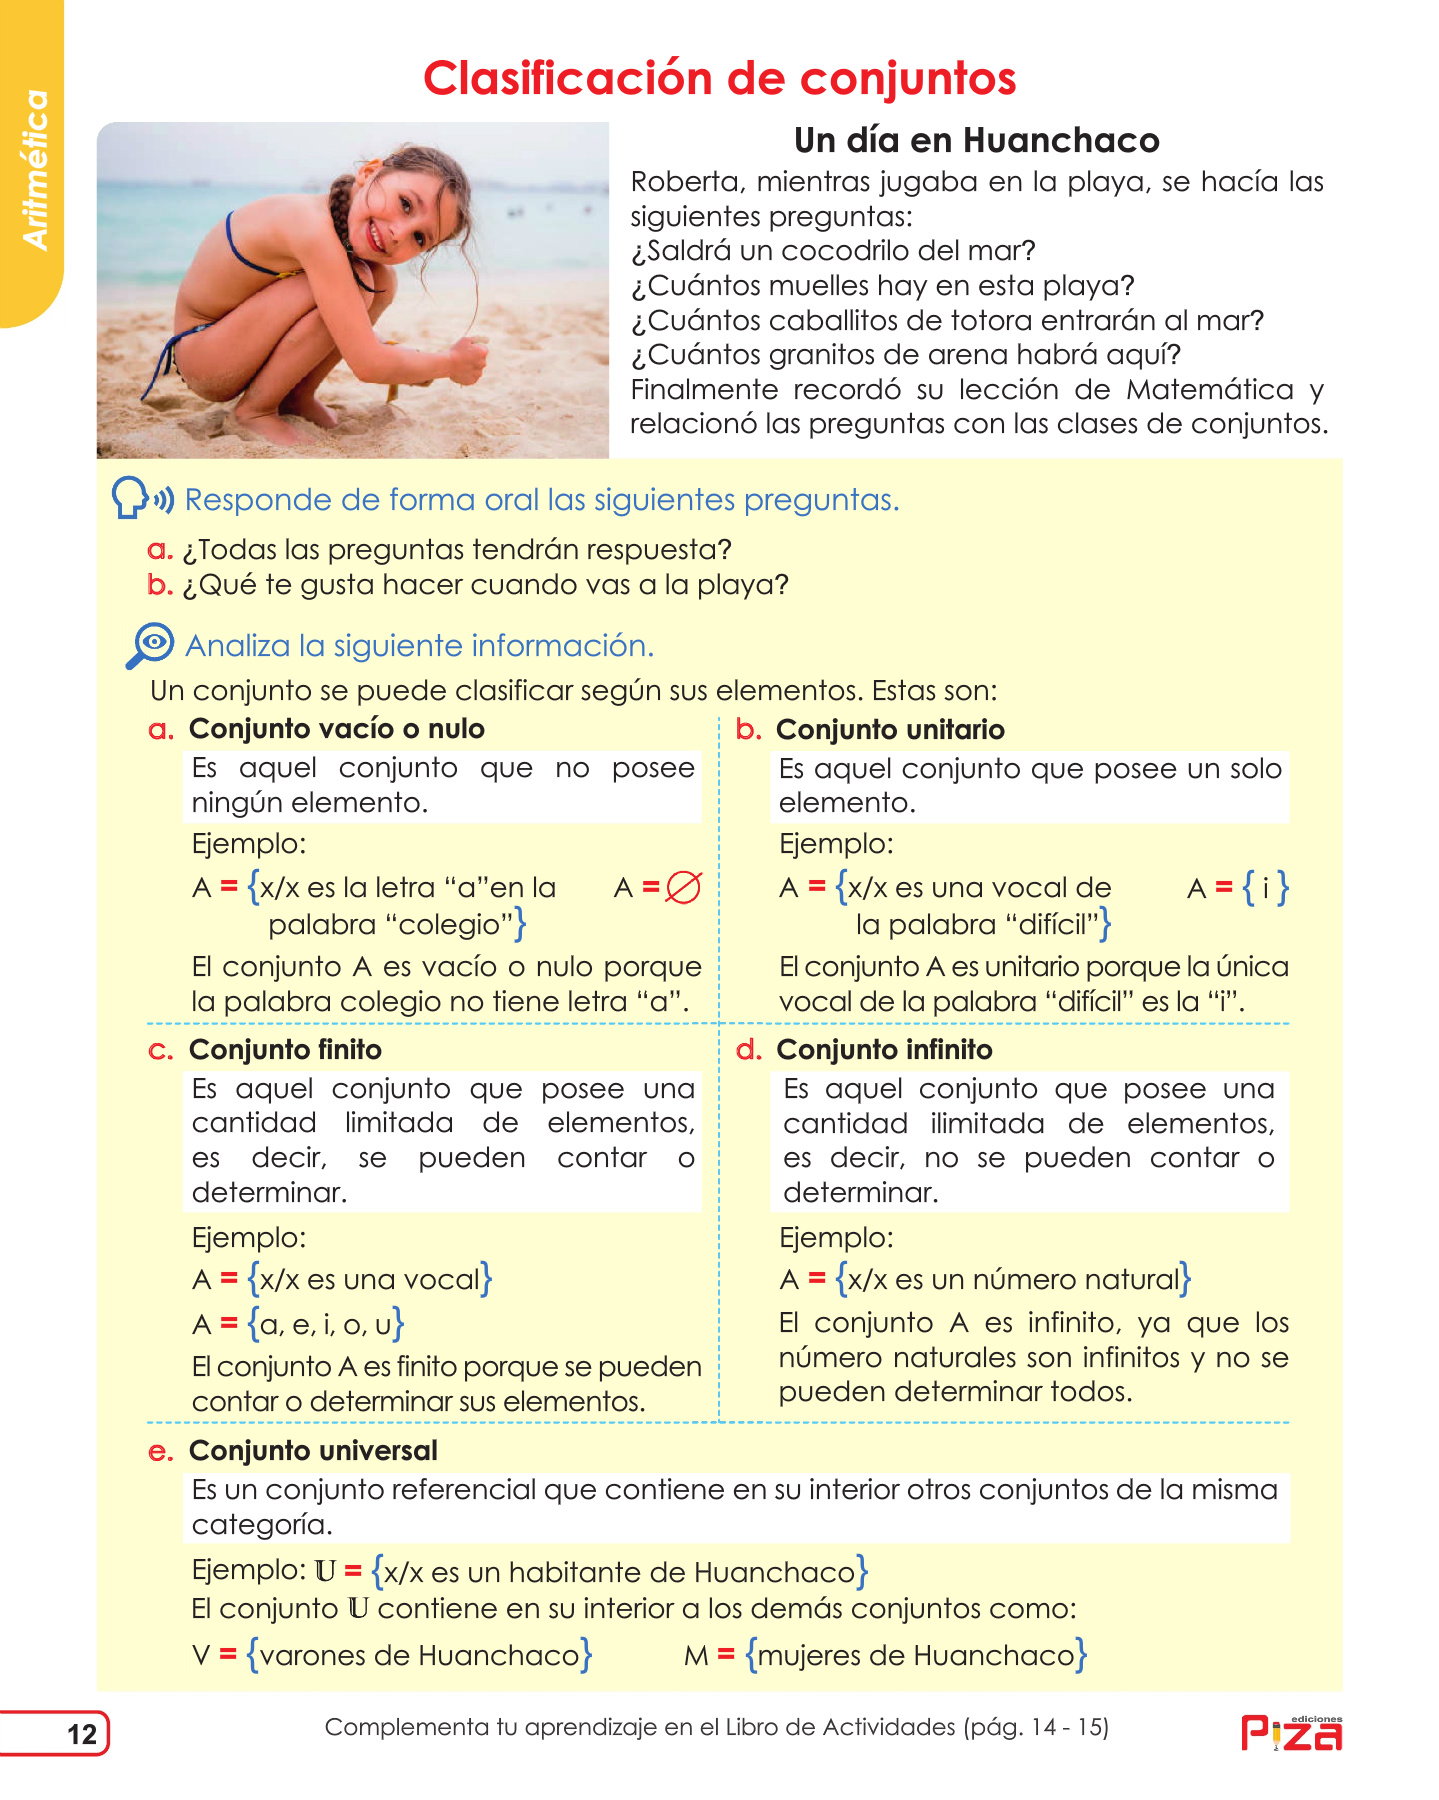 Aritmética
Clasificación de conjuntos
Un día en Huanchaco
Roberta, mientras jugaba en la playa, se hacía las
siguientes preguntas:
¿Saldrá un cocodrilo del mar?
¿Cuántos muelles hay en esta playa?
¿Cuántos caballitos de totora entrarán al mar?
¿Cuántos granitos de arena habrá aquí?
Finalmente recordó su lección de Matemática y
relacionó las preguntas con las clases de conjuntos.
Responde de forma oral las siguientes preguntas.
a. ¿Todas las preguntas tendrán respuesta?
b. ¿Qué te gusta hacer cuando vas a la playa?
Analiza la siguiente información.
Un conjunto se puede clasificar según sus elementos. Estas son:
a. Conjunto vacío o nulo
Es aquel conjunto que no posee
ningún elemento.
Ejemplo:
A = {x/x es la letra “a”en la A = ∅
palabra “colegio”}
El conjunto A es vacío o nulo porque
la palabra colegio no tiene letra “a”.
b. Conjunto unitario
Es aquel conjunto que posee un solo
elemento.
Ejemplo:
A = {x/x es una vocal de A = { i }
la palabra “difícil”}
El conjunto A es unitario porque la única
vocal de la palabra “difícil” es la “i”.
c. Conjunto finito
Es aquel conjunto que posee una
cantidad limitada de elementos,
es decir, se pueden contar o
determinar.
Ejemplo:
A = {x/x es una vocal}
A = {a, e, i, o, u}
El conjunto A es finito porque se pueden
contar o determinar sus elementos.
d. Conjunto infinito
Es aquel conjunto que posee una
cantidad ilimitada de elementos,
es decir, no se pueden contar o
determinar.
Ejemplo:
A = {x/x es un número natural}
El conjunto A es infinito, ya que los
número naturales son infinitos y no se
pueden determinar todos.
e. Conjunto universal
Es un conjunto referencial que contiene en su interior otros conjuntos de la misma
categoría.
Ejemplo: 𝕌 = {x/x es un habitante de Huanchaco}
El conjunto 𝕌 contiene en su interior a los demás conjuntos como:
V = {varones de Huanchaco} M = {mujeres de Huanchaco}
12
Complementa tu aprendizaje en el Libro de Actividades (pág. 14 - 15)
ediciones
Piza